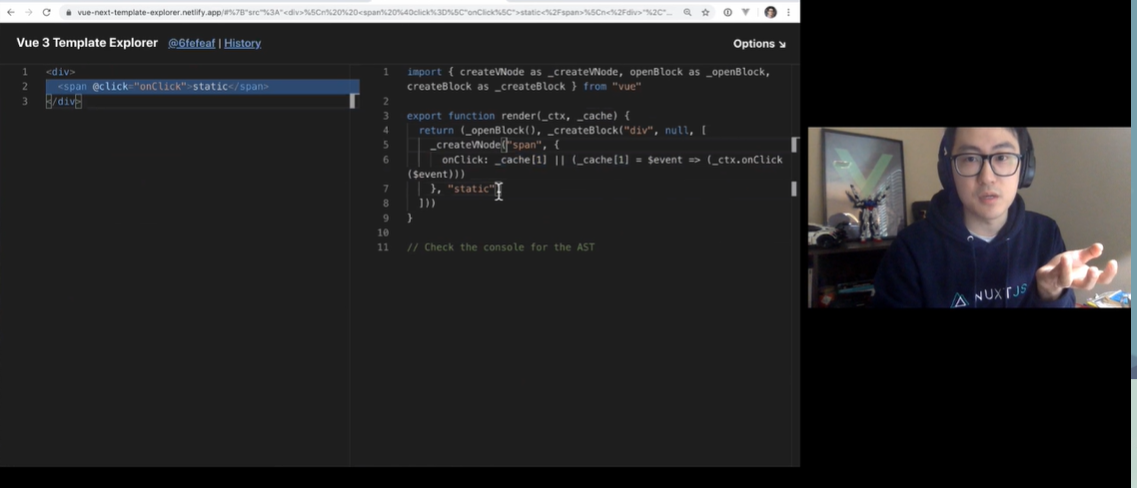 vue-next-template-explorer.netlify.app/#%7B"src"%3A"<div>%5Cn%20%20<span%20%40click%3D%5C"onClick%5C">static<%2Fspan>%5Cn<%2Fdiv>"%2C"...
Vue 3 Template Explorer @6fefeaf | History Options ↘
1 <div>
2 <span @click="onClick">static</span>
3 </div>
1 import { createVNode as _createVNode, openBlock as _openBlock,
createBlock as _createBlock } from "vue"
2
3 export function render(_ctx, _cache) {
4 return (_openBlock(), _createBlock("div", null, [
5 _createVNode("span", {
6 onClick: _cache[1] || (_cache[1] = $event => (_ctx.onClick
($event)))
7 }, "static"
8 ]))
9 }
10
11 // Check the console for the AST
NUXTJS